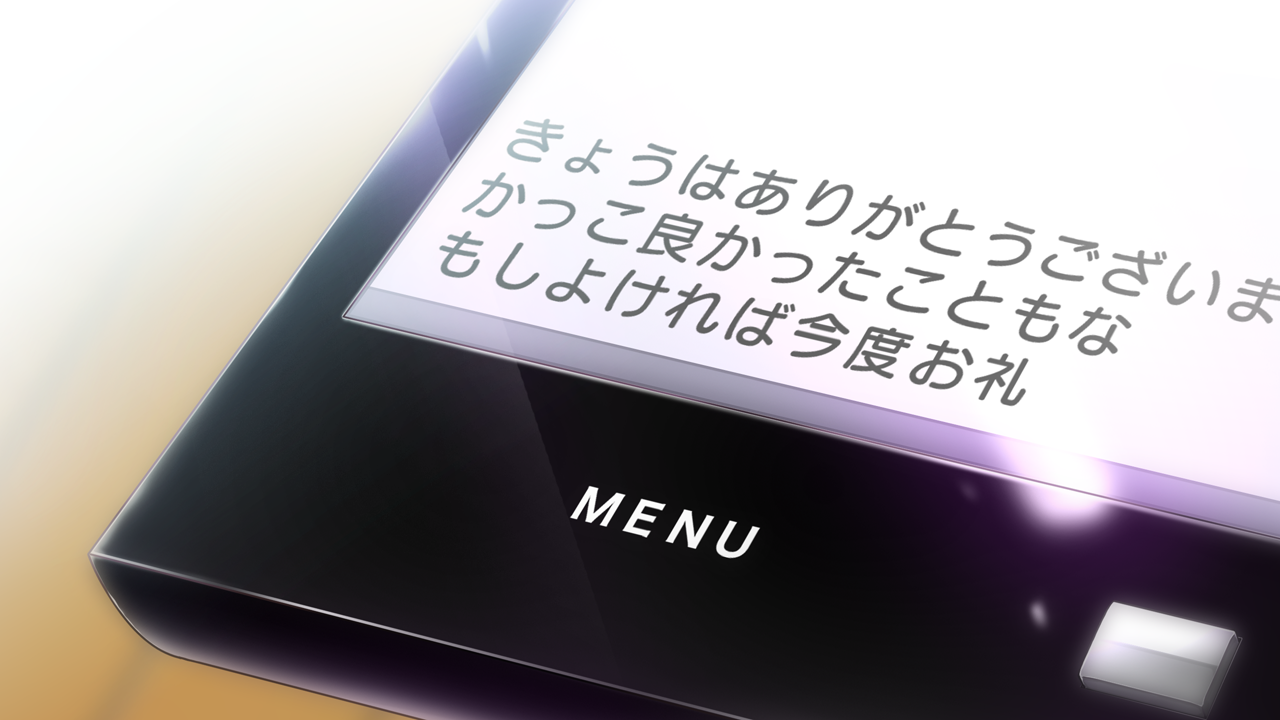 きょうはありがとうございま
かっこ良かったこともな
もしよければ今度お礼
MENU